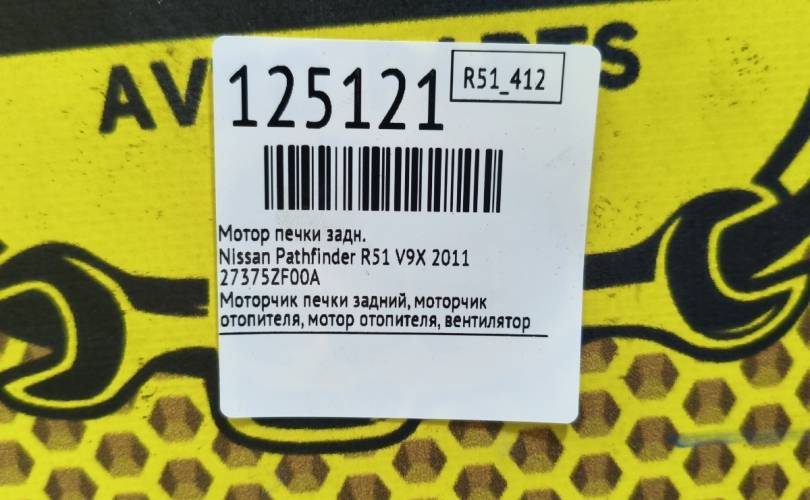 125121
R51_412
Мотор печки задн.
Nissan Pathfinder R51 V9X 2011
27375ZF00A
Моторчик печки задний, моторчик
отопителя, мотор отопителя, вентилятор